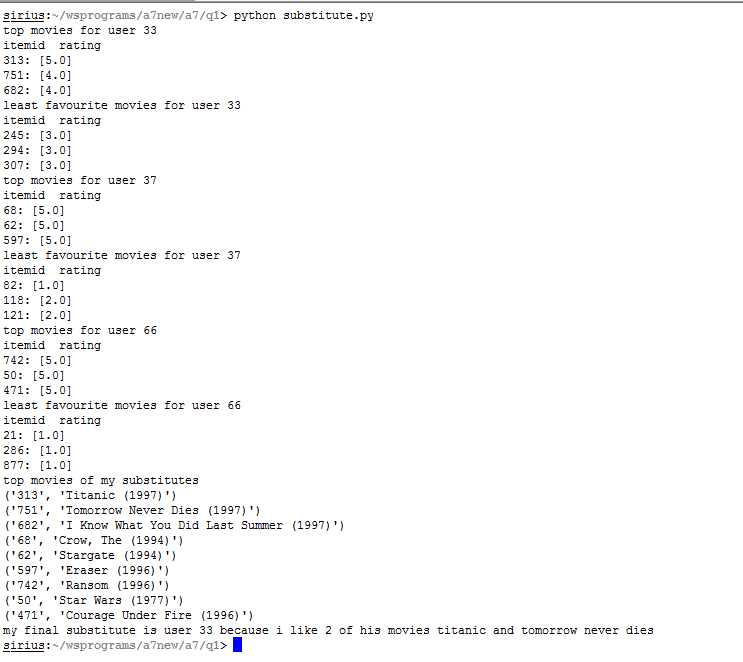 sirius:~/wsprograms/a7new/a7/q1> python substitute.py
top movies for user 33
itemid  rating
313: [5.0]
751: [4.0]
682: [4.0]
least favourite movies for user 33
itemid  rating
245: [3.0]
294: [3.0]
307: [3.0]
top movies for user 37
itemid  rating
68: [5.0]
62: [5.0]
597: [5.0]
least favourite movies for user 37
itemid  rating
82: [1.0]
118: [2.0]
121: [2.0]
top movies for user 66
itemid  rating
742: [5.0]
50: [5.0]
471: [5.0]
least favourite movies for user 66
itemid  rating
21: [1.0]
286: [1.0]
877: [1.0]
top movies of my substitutes
('313', 'Titanic (1997)')
('751', 'Tomorrow Never Dies (1997)')
('682', 'I Know What You Did Last Summer (1997)')
('68', 'Crow, The (1994)')
('62', 'Stargate (1994)')
('597', 'Eraser (1996)')
('742', 'Ransom (1996)')
('50', 'Star Wars (1977)')
('471', 'Courage Under Fire (1996)')
my final substitute is user 33 because i like 2 of his movies titanic and tomorrow never dies
sirius:~/wsprograms/a7new/a7/q1>